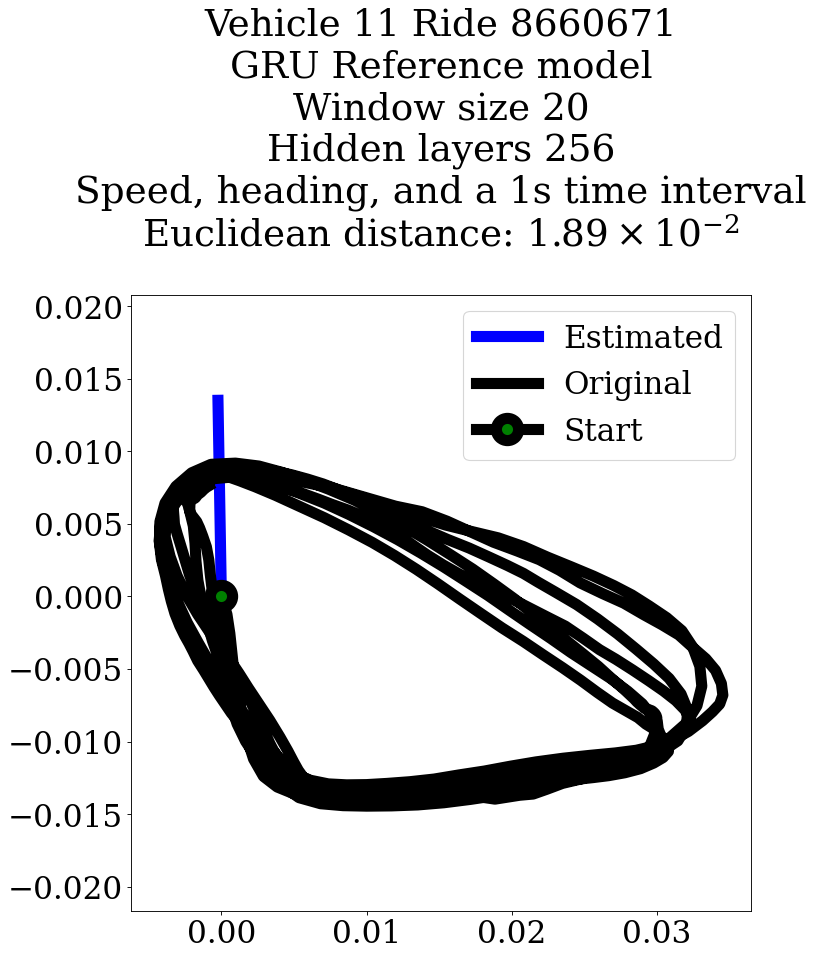 Vehicle 11 Ride 8660671
GRU Reference model
Window size 20
Hidden layers 256
Speed, heading, and a 1s time interval
Euclidean distance: 1.89 × 10⁻²
Estimated
Original
Start
0.020
0.015
0.010
0.005
0.000
−0.005
−0.010
−0.015
−0.020
0.00 0.01 0.02 0.03